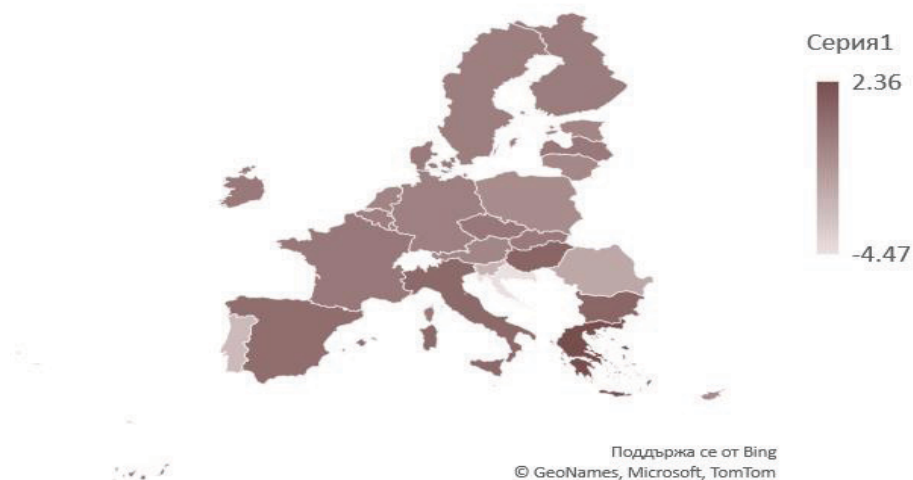 Серия1
2.36
-4.47
Поддържа се от Bing
© GeoNames, Microsoft, TomTom